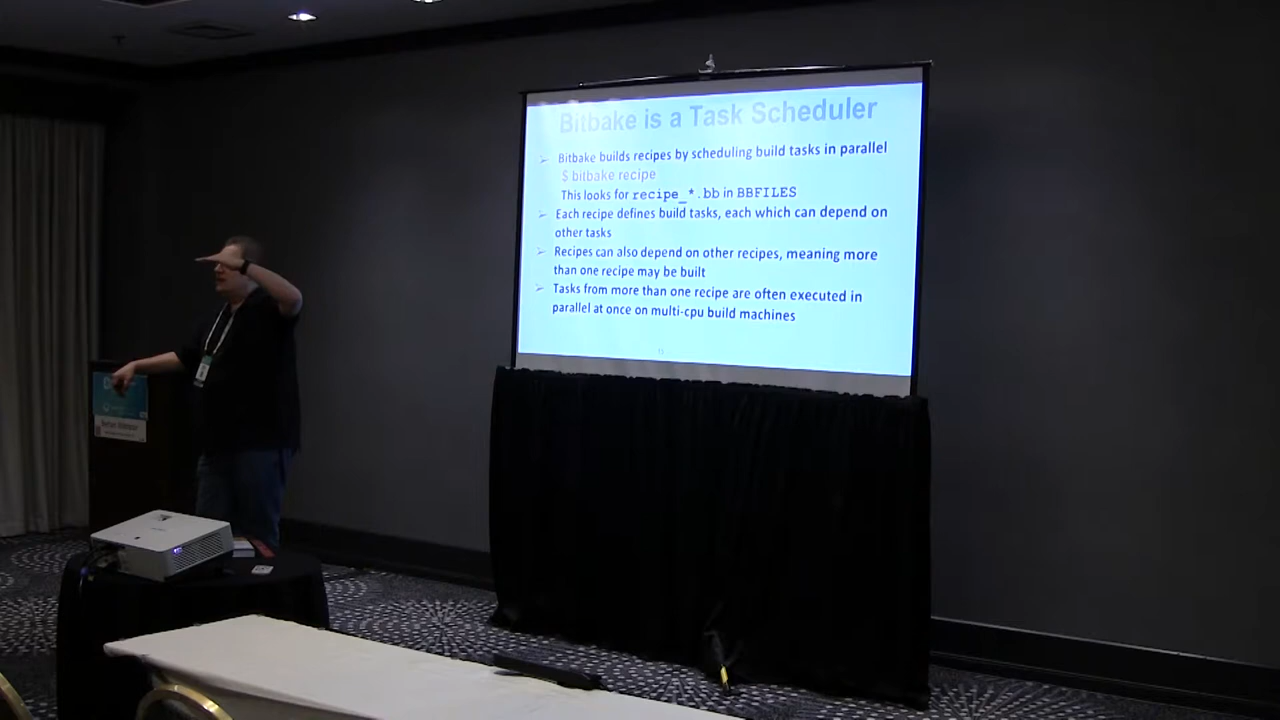 Bitbake is a Task Scheduler
➢ Bitbake builds recipes by scheduling build tasks in parallel
$ bitbake recipe
This looks for recipe_*.bb in BBFILES
➢ Each recipe defines build tasks, each which can depend on
other tasks
➢ Recipes can also depend on other recipes, meaning more
than one recipe may be built
➢ Tasks from more than one recipe are often executed in
parallel at once on multi-cpu build machines
15